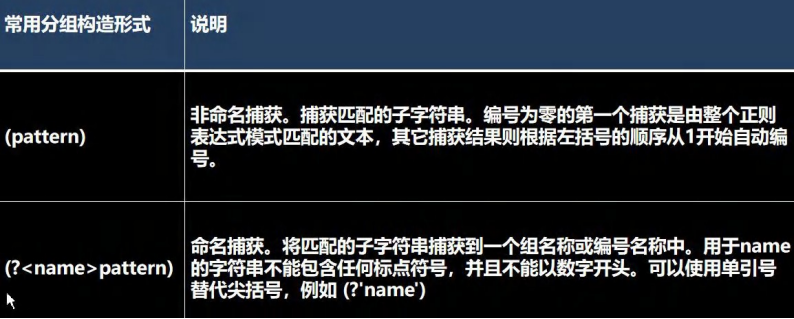 常用分组构造形式
说明
(pattern)
非命名捕获。捕获匹配的子字符串。编号为零的第一个捕获是由整个正则
表达式模式匹配的文本，其它捕获结果则根据左括号的顺序从1开始自动编
号。
(?<name>pattern)
命名捕获。将匹配的子字符串捕获到一个组名称或编号名称中。用于name
的字符串不能包含任何标点符号，并且不能以数字开头。可以使用单引号
替代尖括号，例如 (?'name')